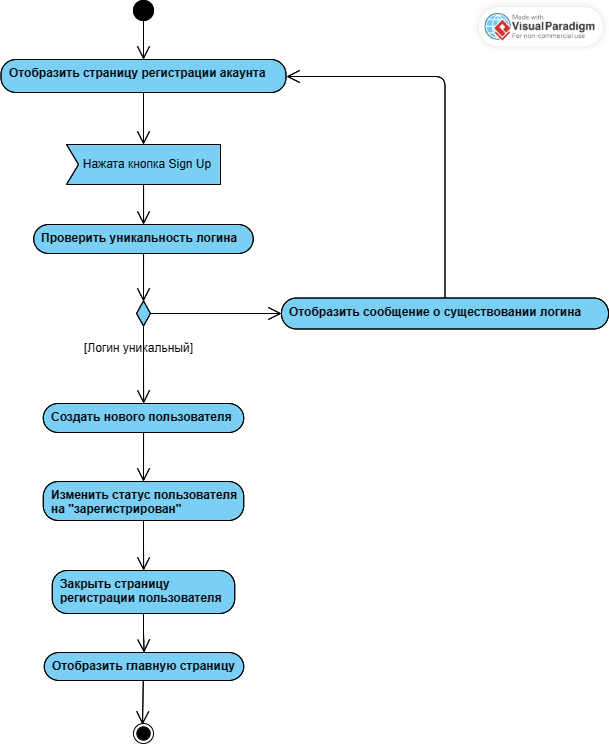 Made with
VisualParadigm
For non-commercial use
Отобразить страницу регистрации акаунта
Нажата кнопка Sign Up
Проверить уникальность логина
Отобразить сообщение о существовании логина
[Логин уникальный]
Создать нового пользователя
Изменить статус пользователя
на "зарегистрирован"
Закрыть страницу
регистрации пользователя
Отобразить главную страницу